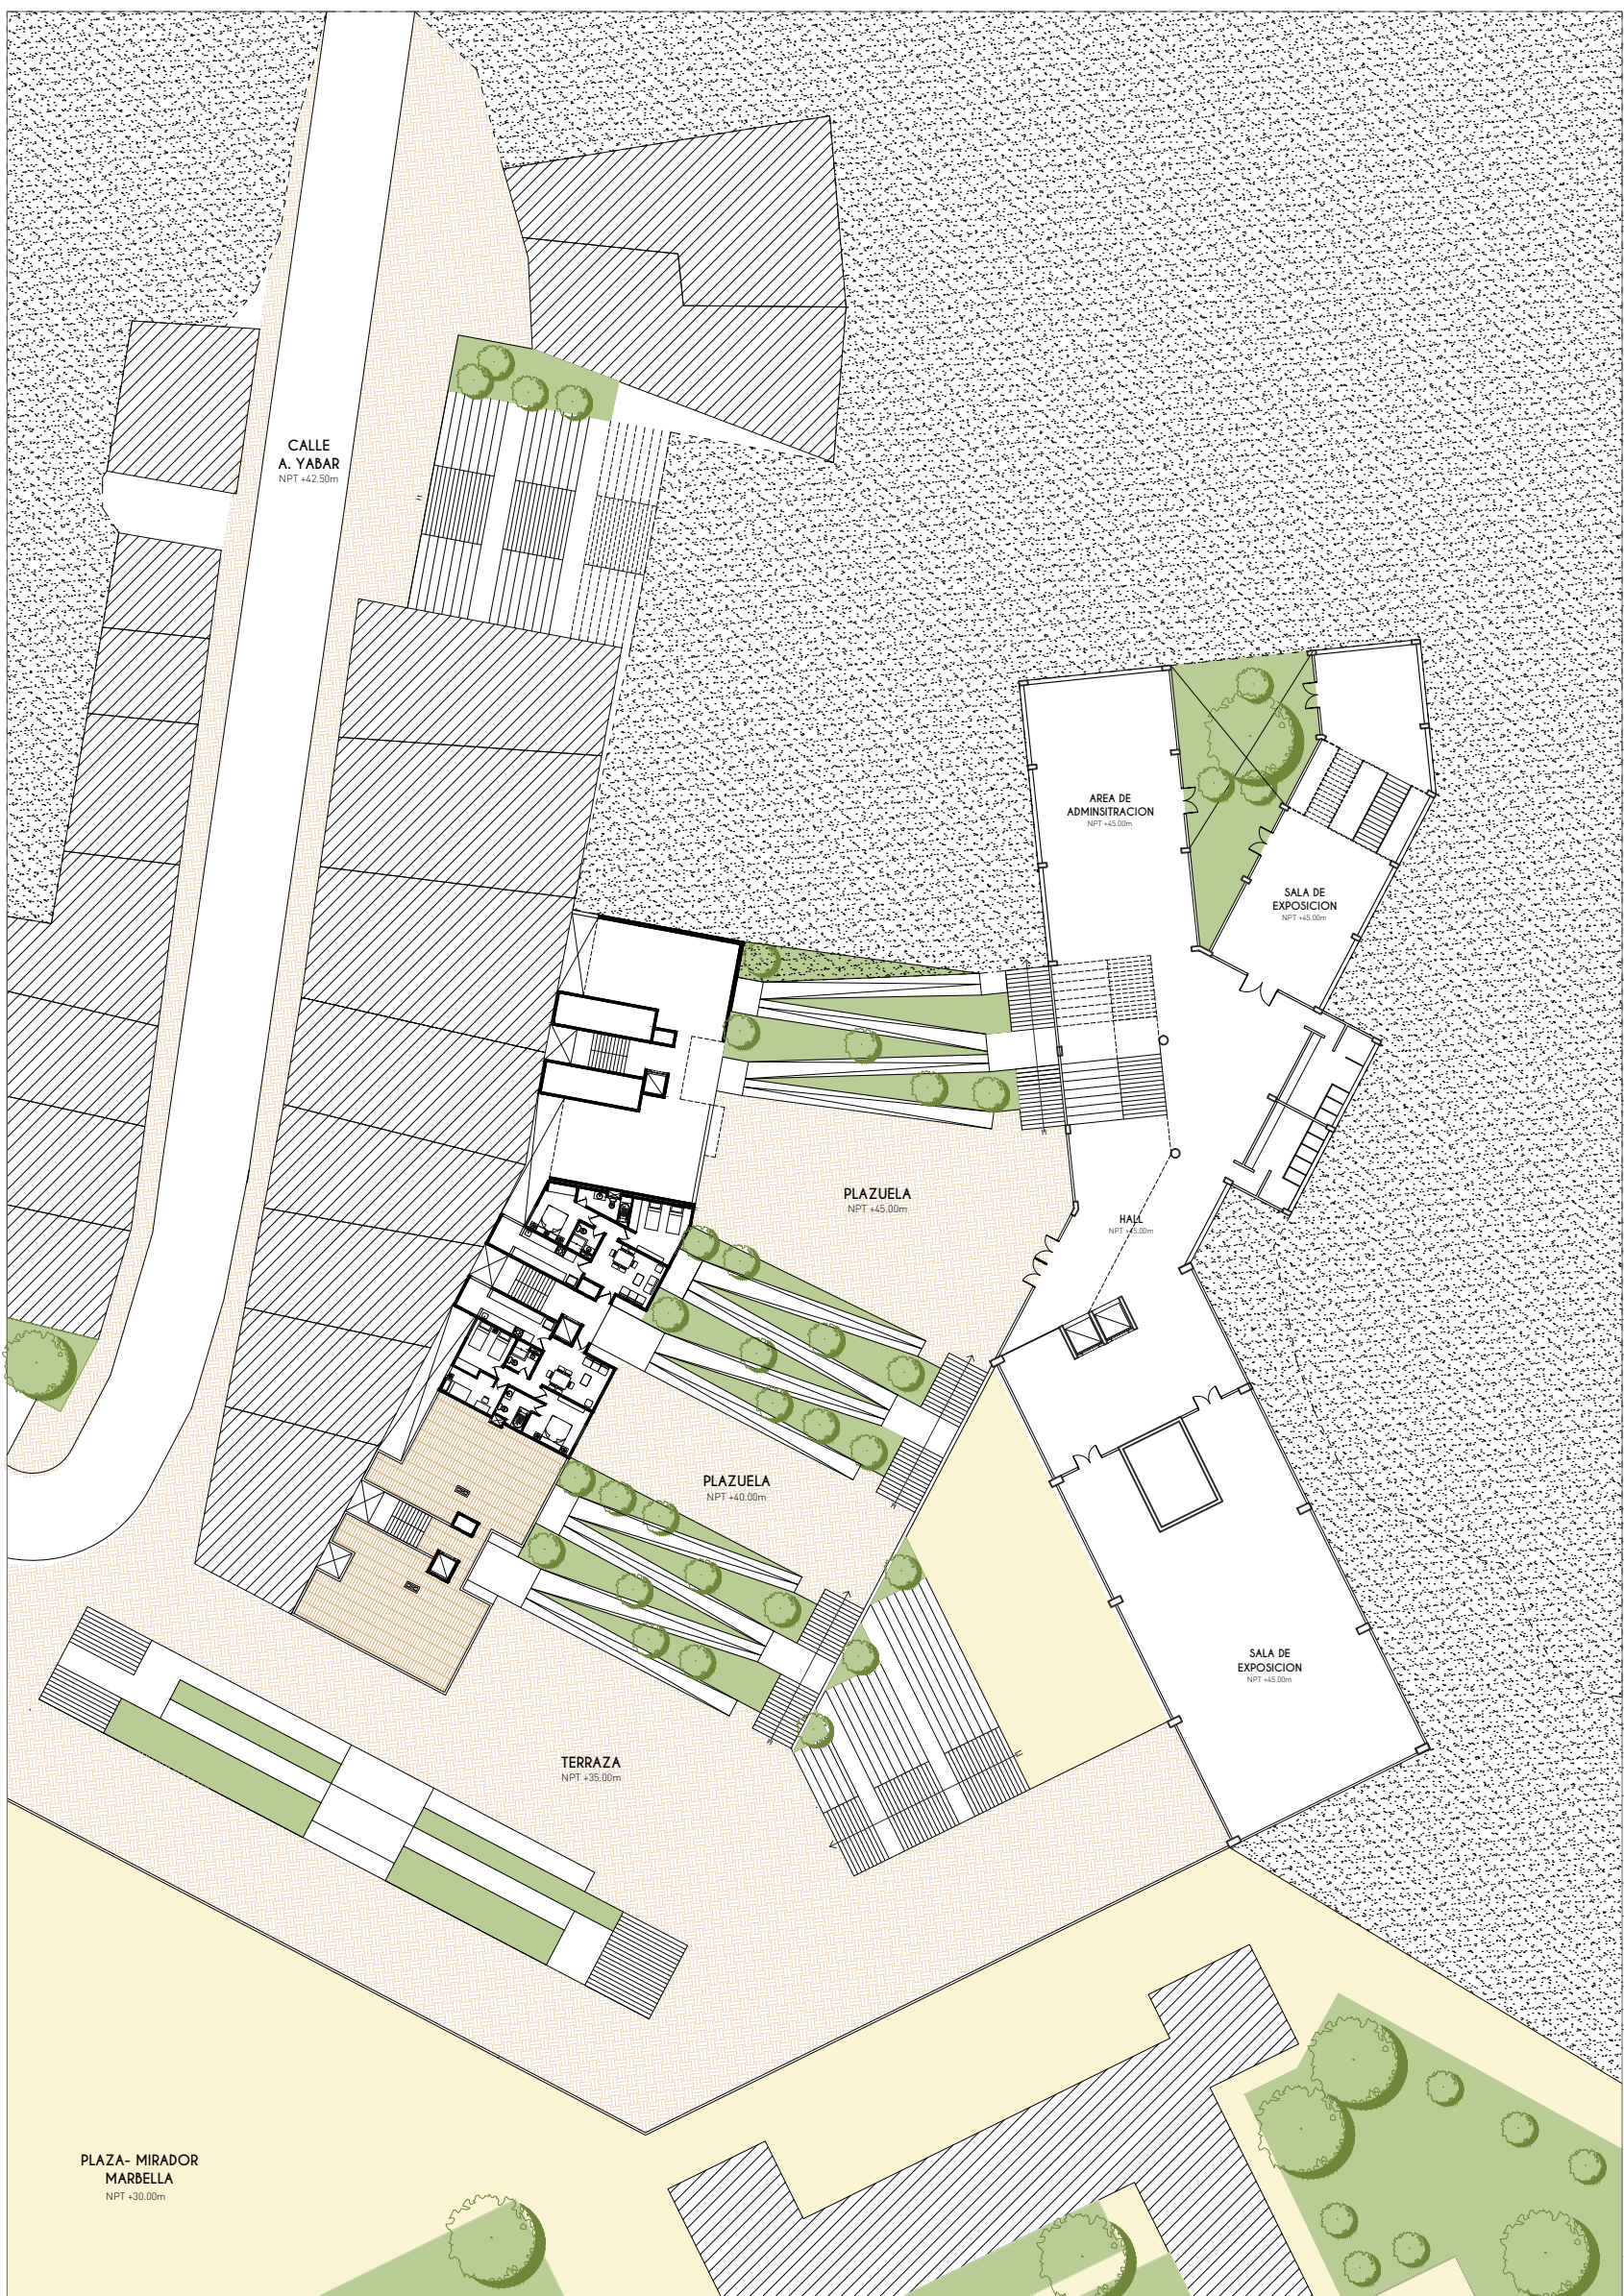 CALLE
A. YABAR
NPT +42.50m
AREA DE
ADMINSITRACION
NPT +45.00m
SALA DE
EXPOSICION
NPT +45.00m
PLAZUELA
NPT +45.00m
HALL
NPT +45.00m
PLAZUELA
NPT +40.00m
SALA DE
EXPOSICION
NPT +45.00m
TERRAZA
NPT +35.00m
PLAZA- MIRADOR
MARBELLA
NPT +30.00m